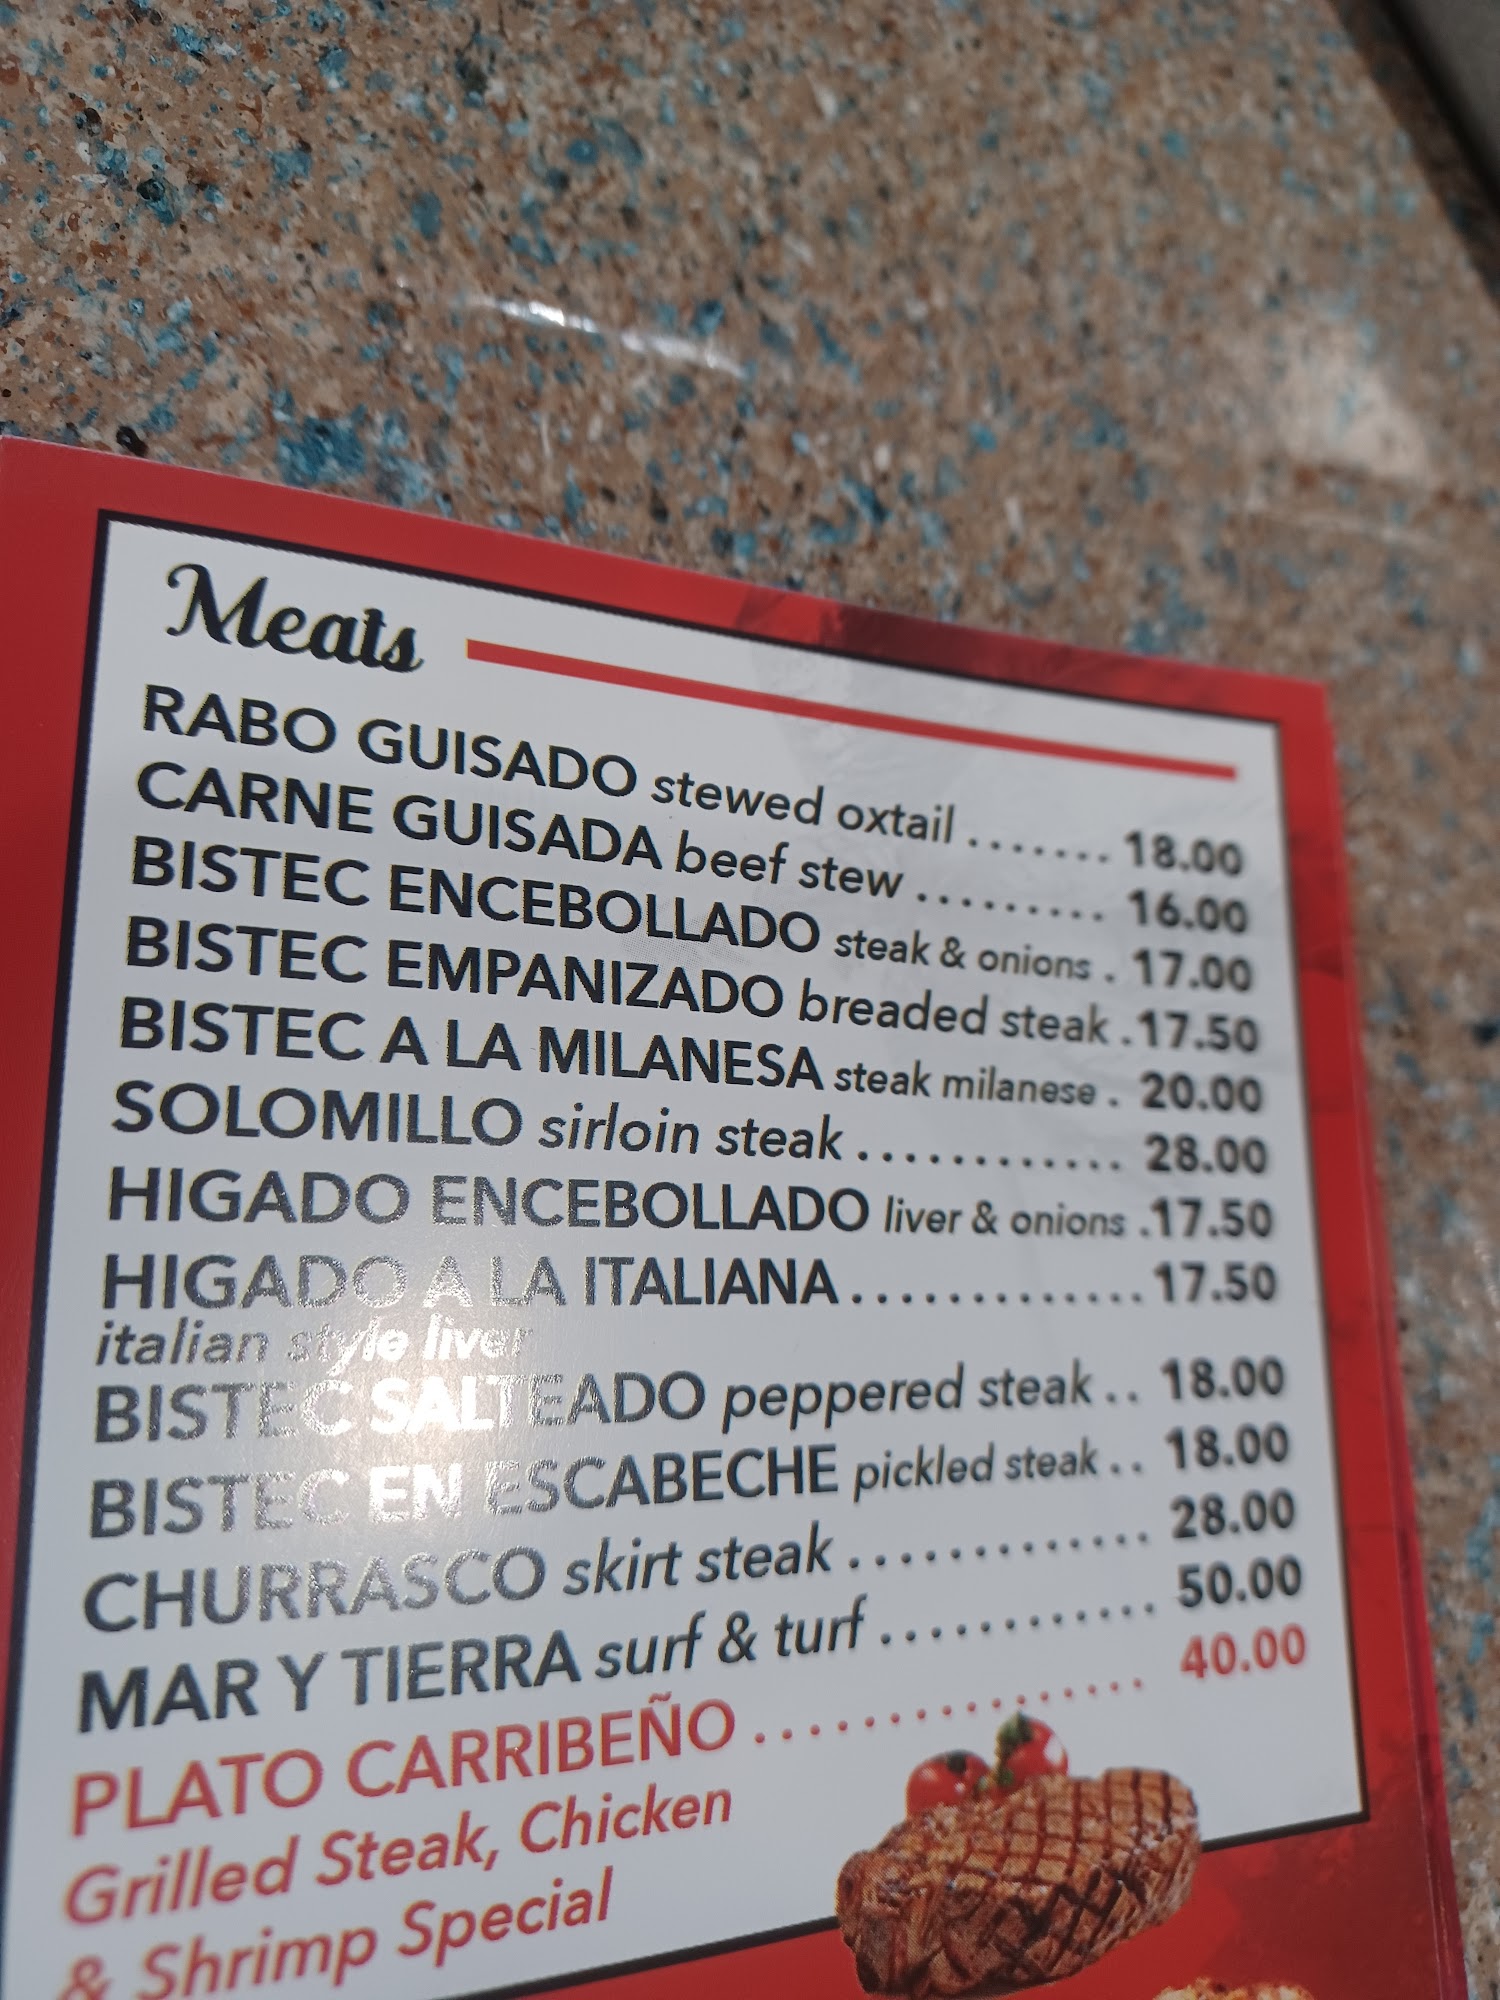 Meats
RABO GUISADO stewed oxtail ....... 18.00
CARNE GUISADA beef stew ......... 16.00
BISTEC ENCEBOLLADO steak & onions . 17.00
BISTEC EMPANIZADO breaded steak .17.50
BISTEC A LA MILANESA steak milanese . 20.00
SOLOMILLO sirloin steak ............ 28.00
HIGADO ENCEBOLLADO liver & onions .17.50
HIGADO A LA ITALIANA ............. 17.50
italian style liver
BISTEC SALTEADO peppered steak .. 18.00
BISTEC EN ESCABECHE pickled steak .. 18.00
CHURRASCO skirt steak ............. 28.00
MAR Y TIERRA surf & turf ............ 50.00
PLATO CARRIBEÑO ................. 40.00
Grilled Steak, Chicken
& Shrimp Special